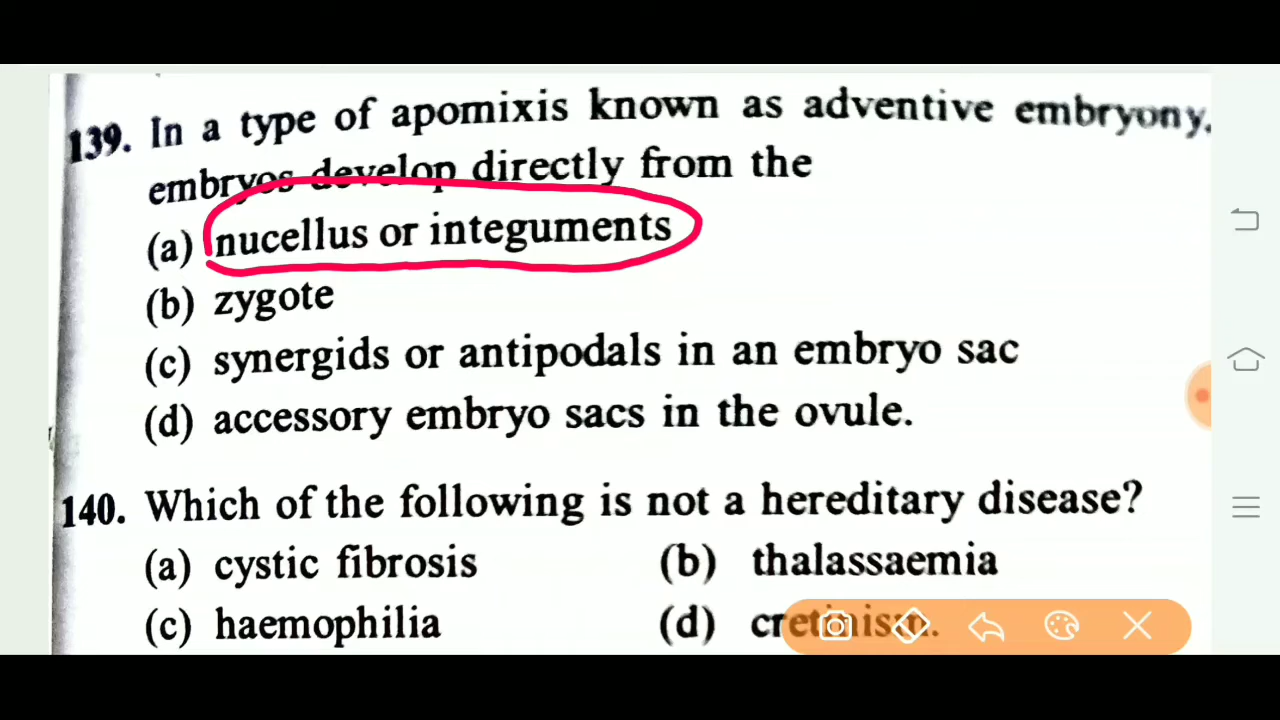 139. In a type of apomixis known as adventive embryony,
embryos develop directly from the
(a) nucellus or integuments
(b) zygote
(c) synergids or antipodals in an embryo sac
(d) accessory embryo sacs in the ovule.
140. Which of the following is not a hereditary disease?
(a) cystic fibrosis (b) thalassaemia
(c) haemophilia (d) cretinism.